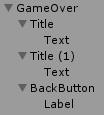 GameOver
Title
Text
Title (1)
Text
BackButton
Label